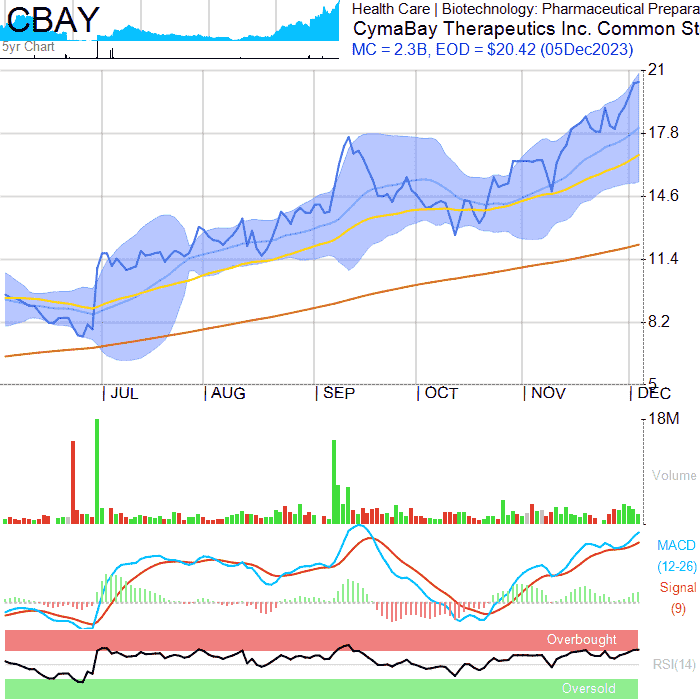 CBAY
5yr Chart
Health Care | Biotechnology: Pharmaceutical Prepara
CymaBay Therapeutics Inc. Common St
MC = 2.3B, EOD = $20.42 (05Dec2023)
21
17.8
14.6
11.4
8.2
5
JUL AUG SEP OCT NOV DEC
18M
Volume
MACD
(12-26)
Signal
(9)
Overbought
RSI(14)
Oversold